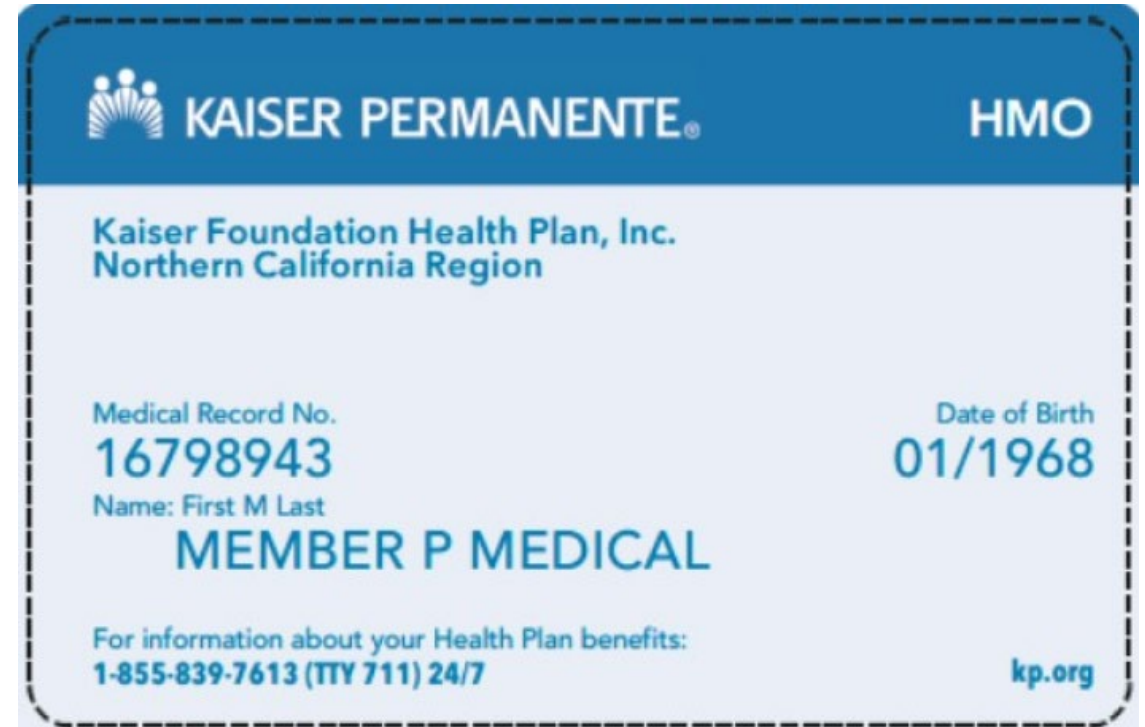 KAISER PERMANENTE® HMO
Kaiser Foundation Health Plan, Inc.
Northern California Region
Medical Record No. Date of Birth
16798943 01/1968
Name: First M Last
MEMBER P MEDICAL
For information about your Health Plan benefits:
1-855-839-7613 (TTY 711) 24/7 kp.org